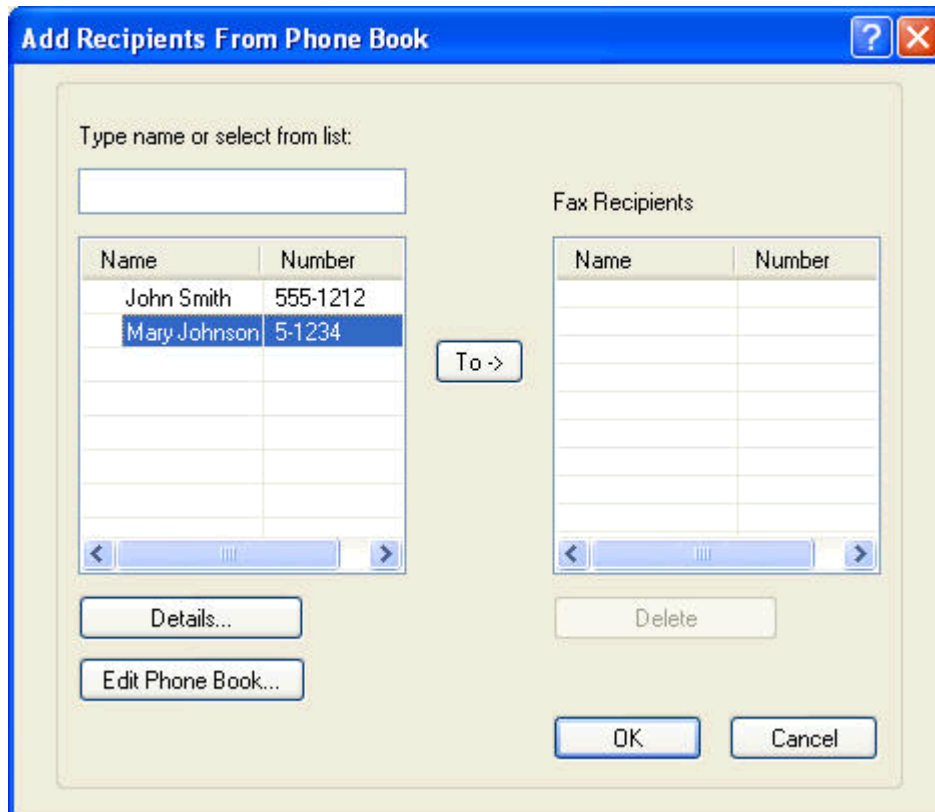 Add Recipients From Phone Book
Type name or select from list:
Fax Recipients
Name Number
John Smith 555-1212
Mary Johnson 5-1234
To ->
Name Number
Details...
Edit Phone Book...
Delete
OK Cancel